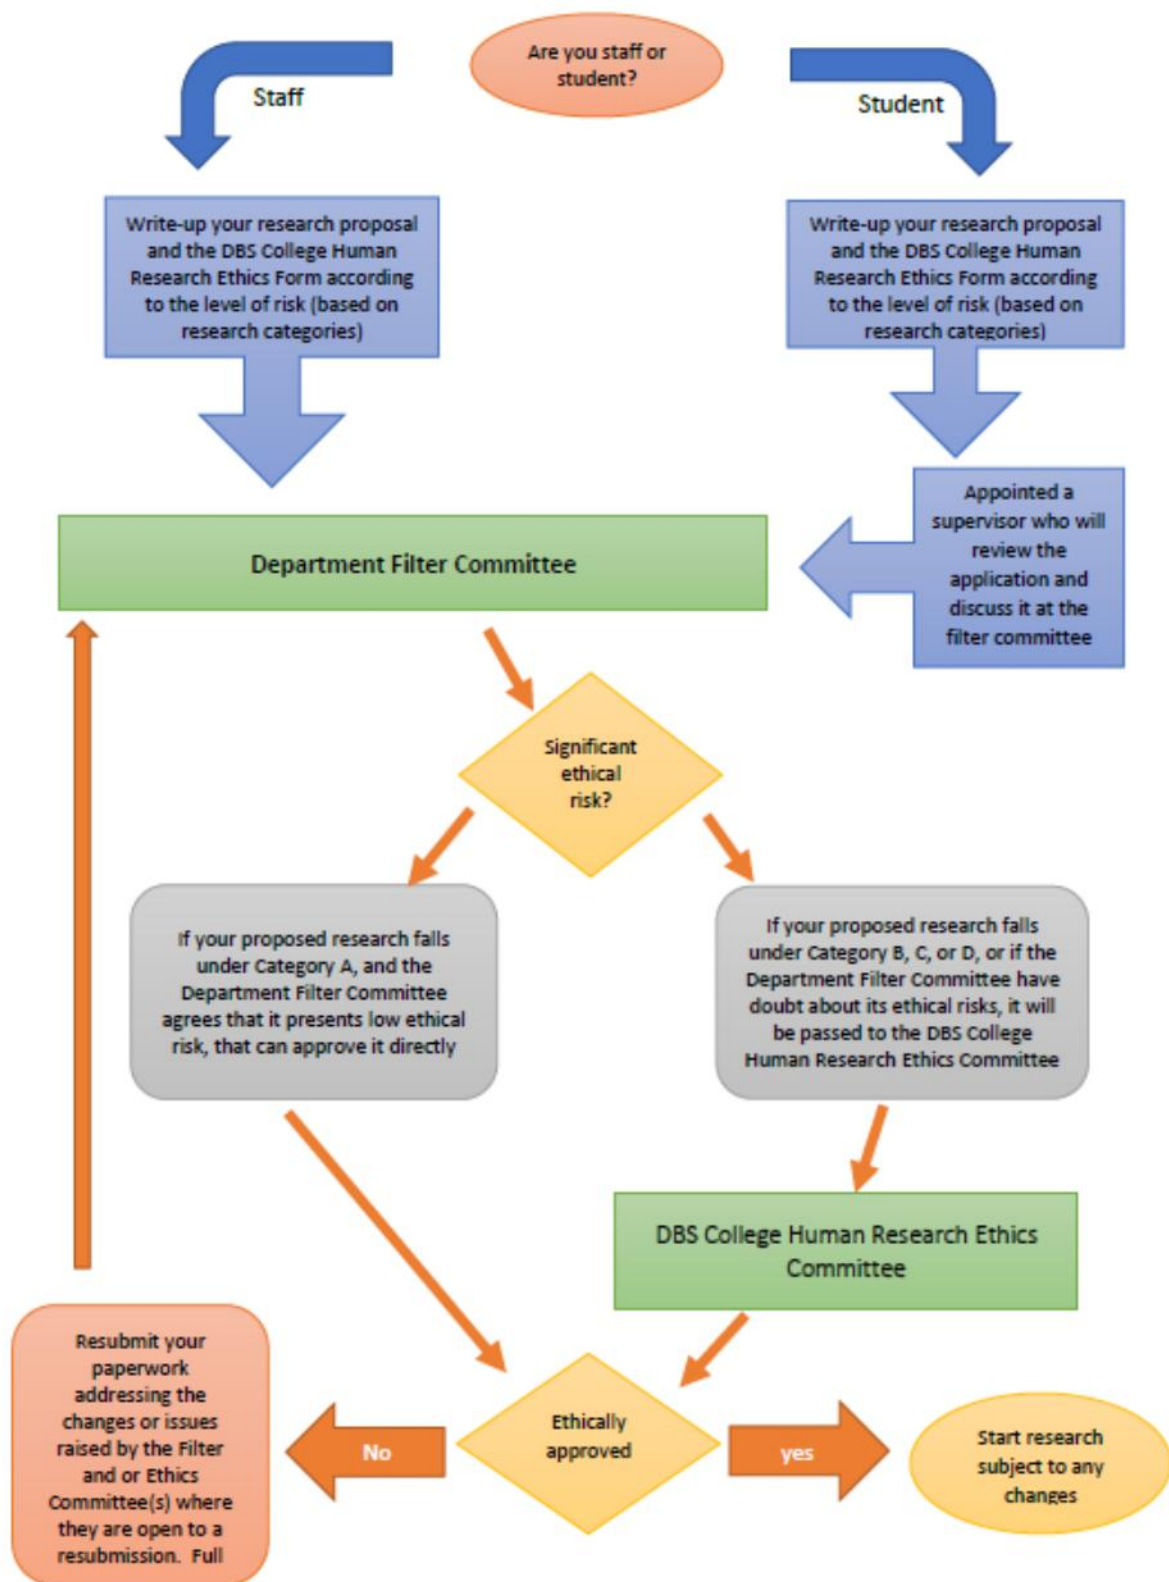 Are you staff or
student?
Staff
Student
Write-up your research proposal
and the DBS College Human
Research Ethics Form according
to the level of risk (based on
research categories)
Write-up your research proposal
and the DBS College Human
Research Ethics Form according
to the level of risk (based on
research categories)
Appointed a
supervisor who will
review the
application and
discuss it at the
filter committee
Department Filter Committee
Significant
ethical
risk?
If your proposed research falls
under Category A, and the
Department Filter Committee
agrees that it presents low ethical
risk, that can approve it directly
If your proposed research falls
under Category B, C, or D, or if the
Department Filter Committee have
doubt about its ethical risks, it will
be passed to the DBS College
Human Research Ethics Committee
DBS College Human Research Ethics
Committee
Resubmit your
paperwork
addressing the
changes or issues
raised by the Filter
and or Ethics
Committee(s) where
they are open to a
resubmission.  Full
No
Ethically
approved
yes
Start research
subject to any
changes